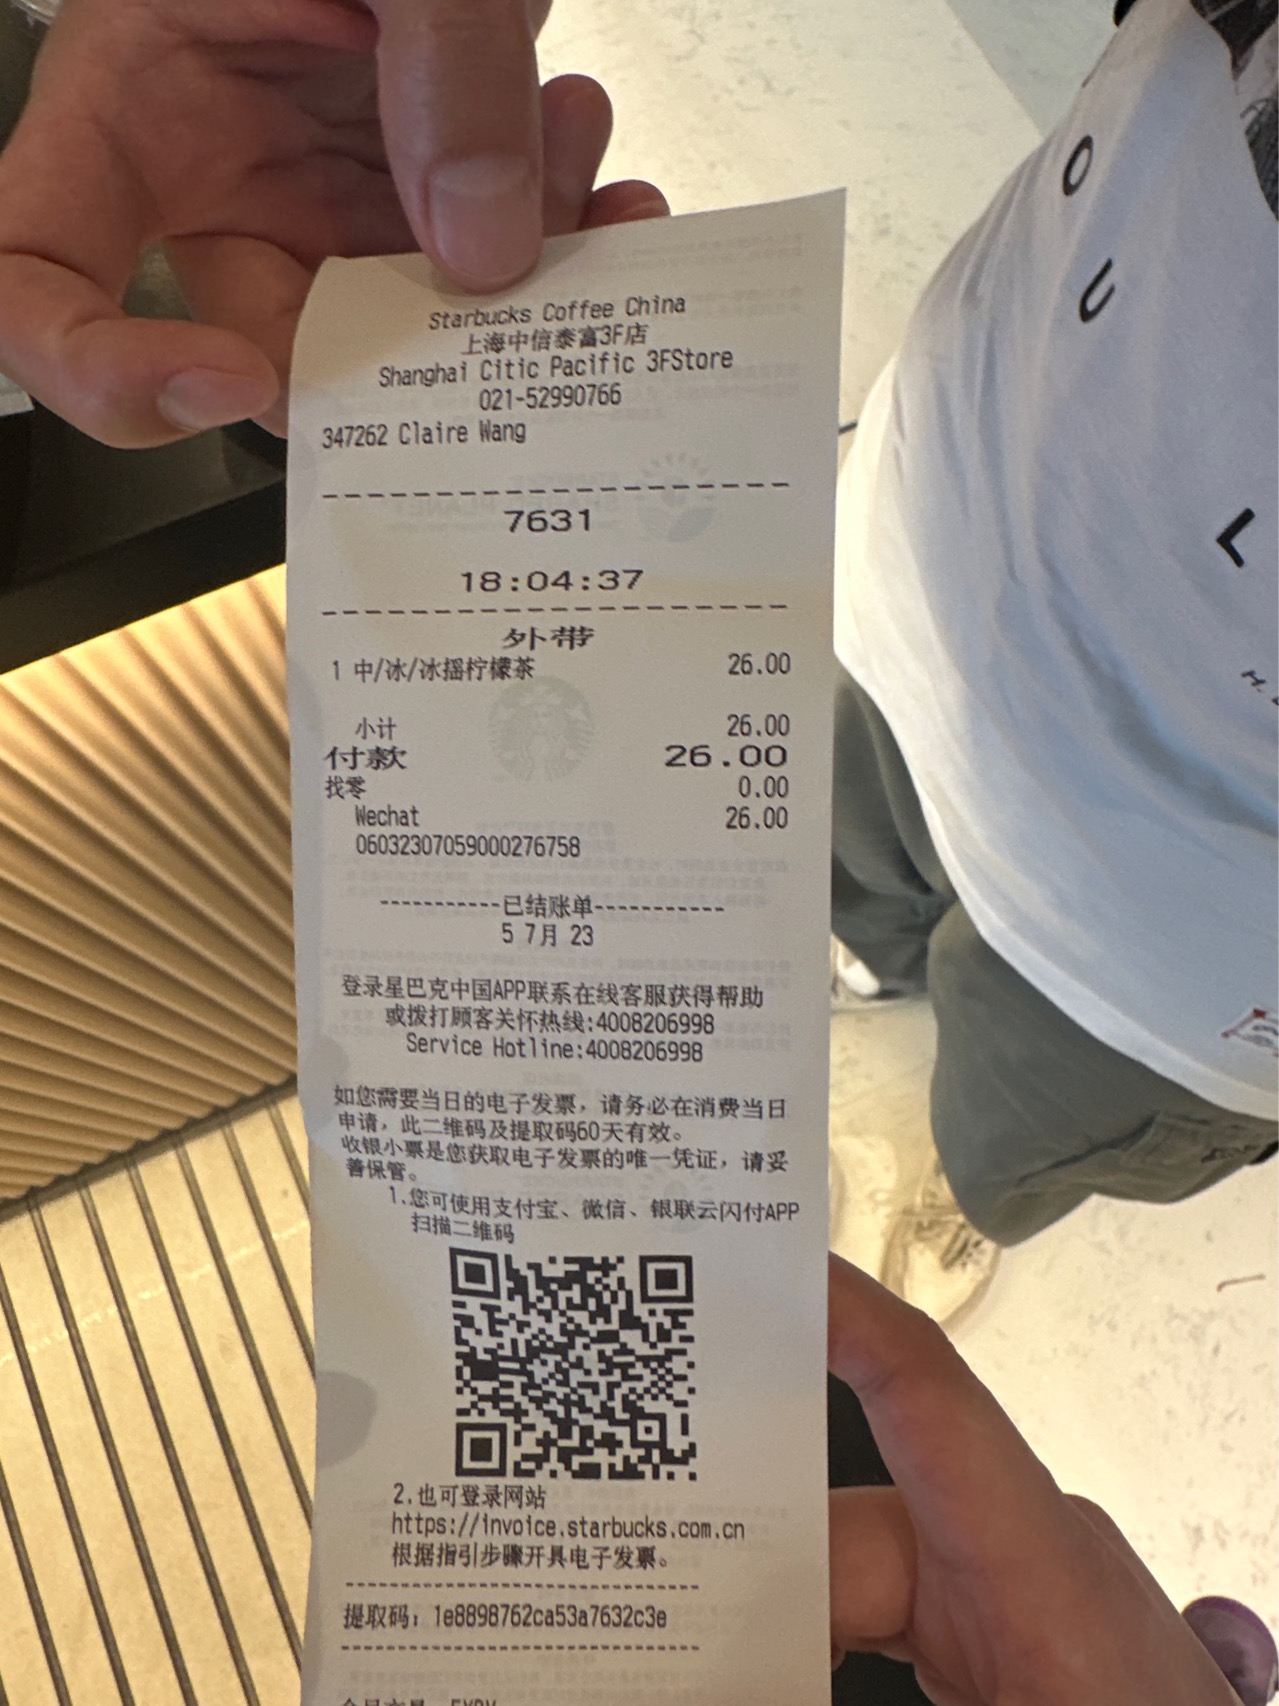 Starbucks Coffee China
上海中信泰富3F店
Shanghai Citic Pacific 3FStore
021-52990766
347262 Claire Wang
7631
18:04:37
外带
1 中/冰/冰摇柠檬茶 26.00
小计 26.00
付款 26.00
找零 0.00
Wechat 26.00
06032307059000276758
-----------已结账单------------
5 7月 23
登录星巴克中国APP联系在线客服获得帮助
或拨打顾客关怀热线:4008206998
Service Hotline:4008206998
如您需要当日的电子发票，请务必在消费当日
申请，此二维码及提取码60天有效。
收银小票是您获取电子发票的唯一凭证，请妥
善保管。
1.您可使用支付宝、微信、银联云闪付APP
扫描二维码
2.也可登录网站
https://invoice.starbucks.com.cn
根据指引步骤开具电子发票。
提取码：1e8898762ca53a7632c3e
O
U
L